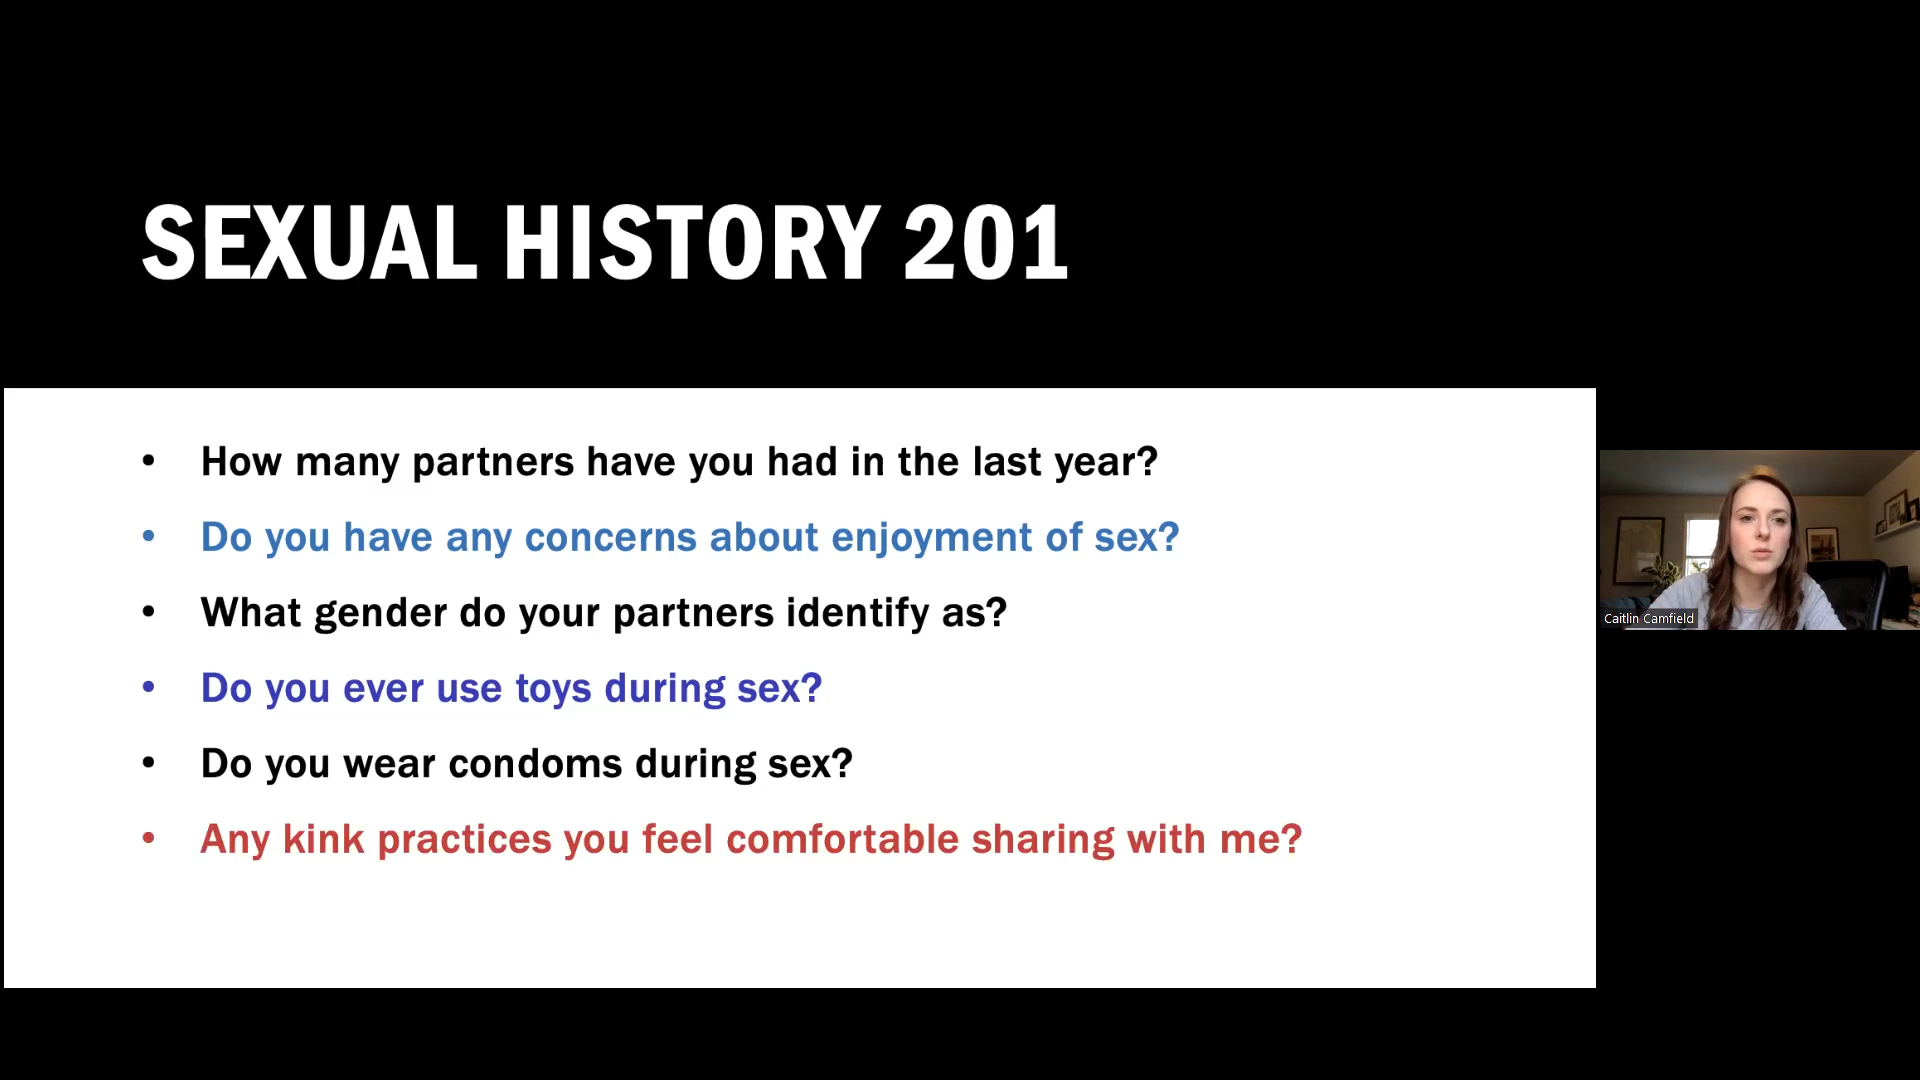 SEXUAL HISTORY 201
• How many partners have you had in the last year?
• Do you have any concerns about enjoyment of sex?
• What gender do your partners identify as?
• Do you ever use toys during sex?
• Do you wear condoms during sex?
• Any kink practices you feel comfortable sharing with me?
Caitlin Camfield